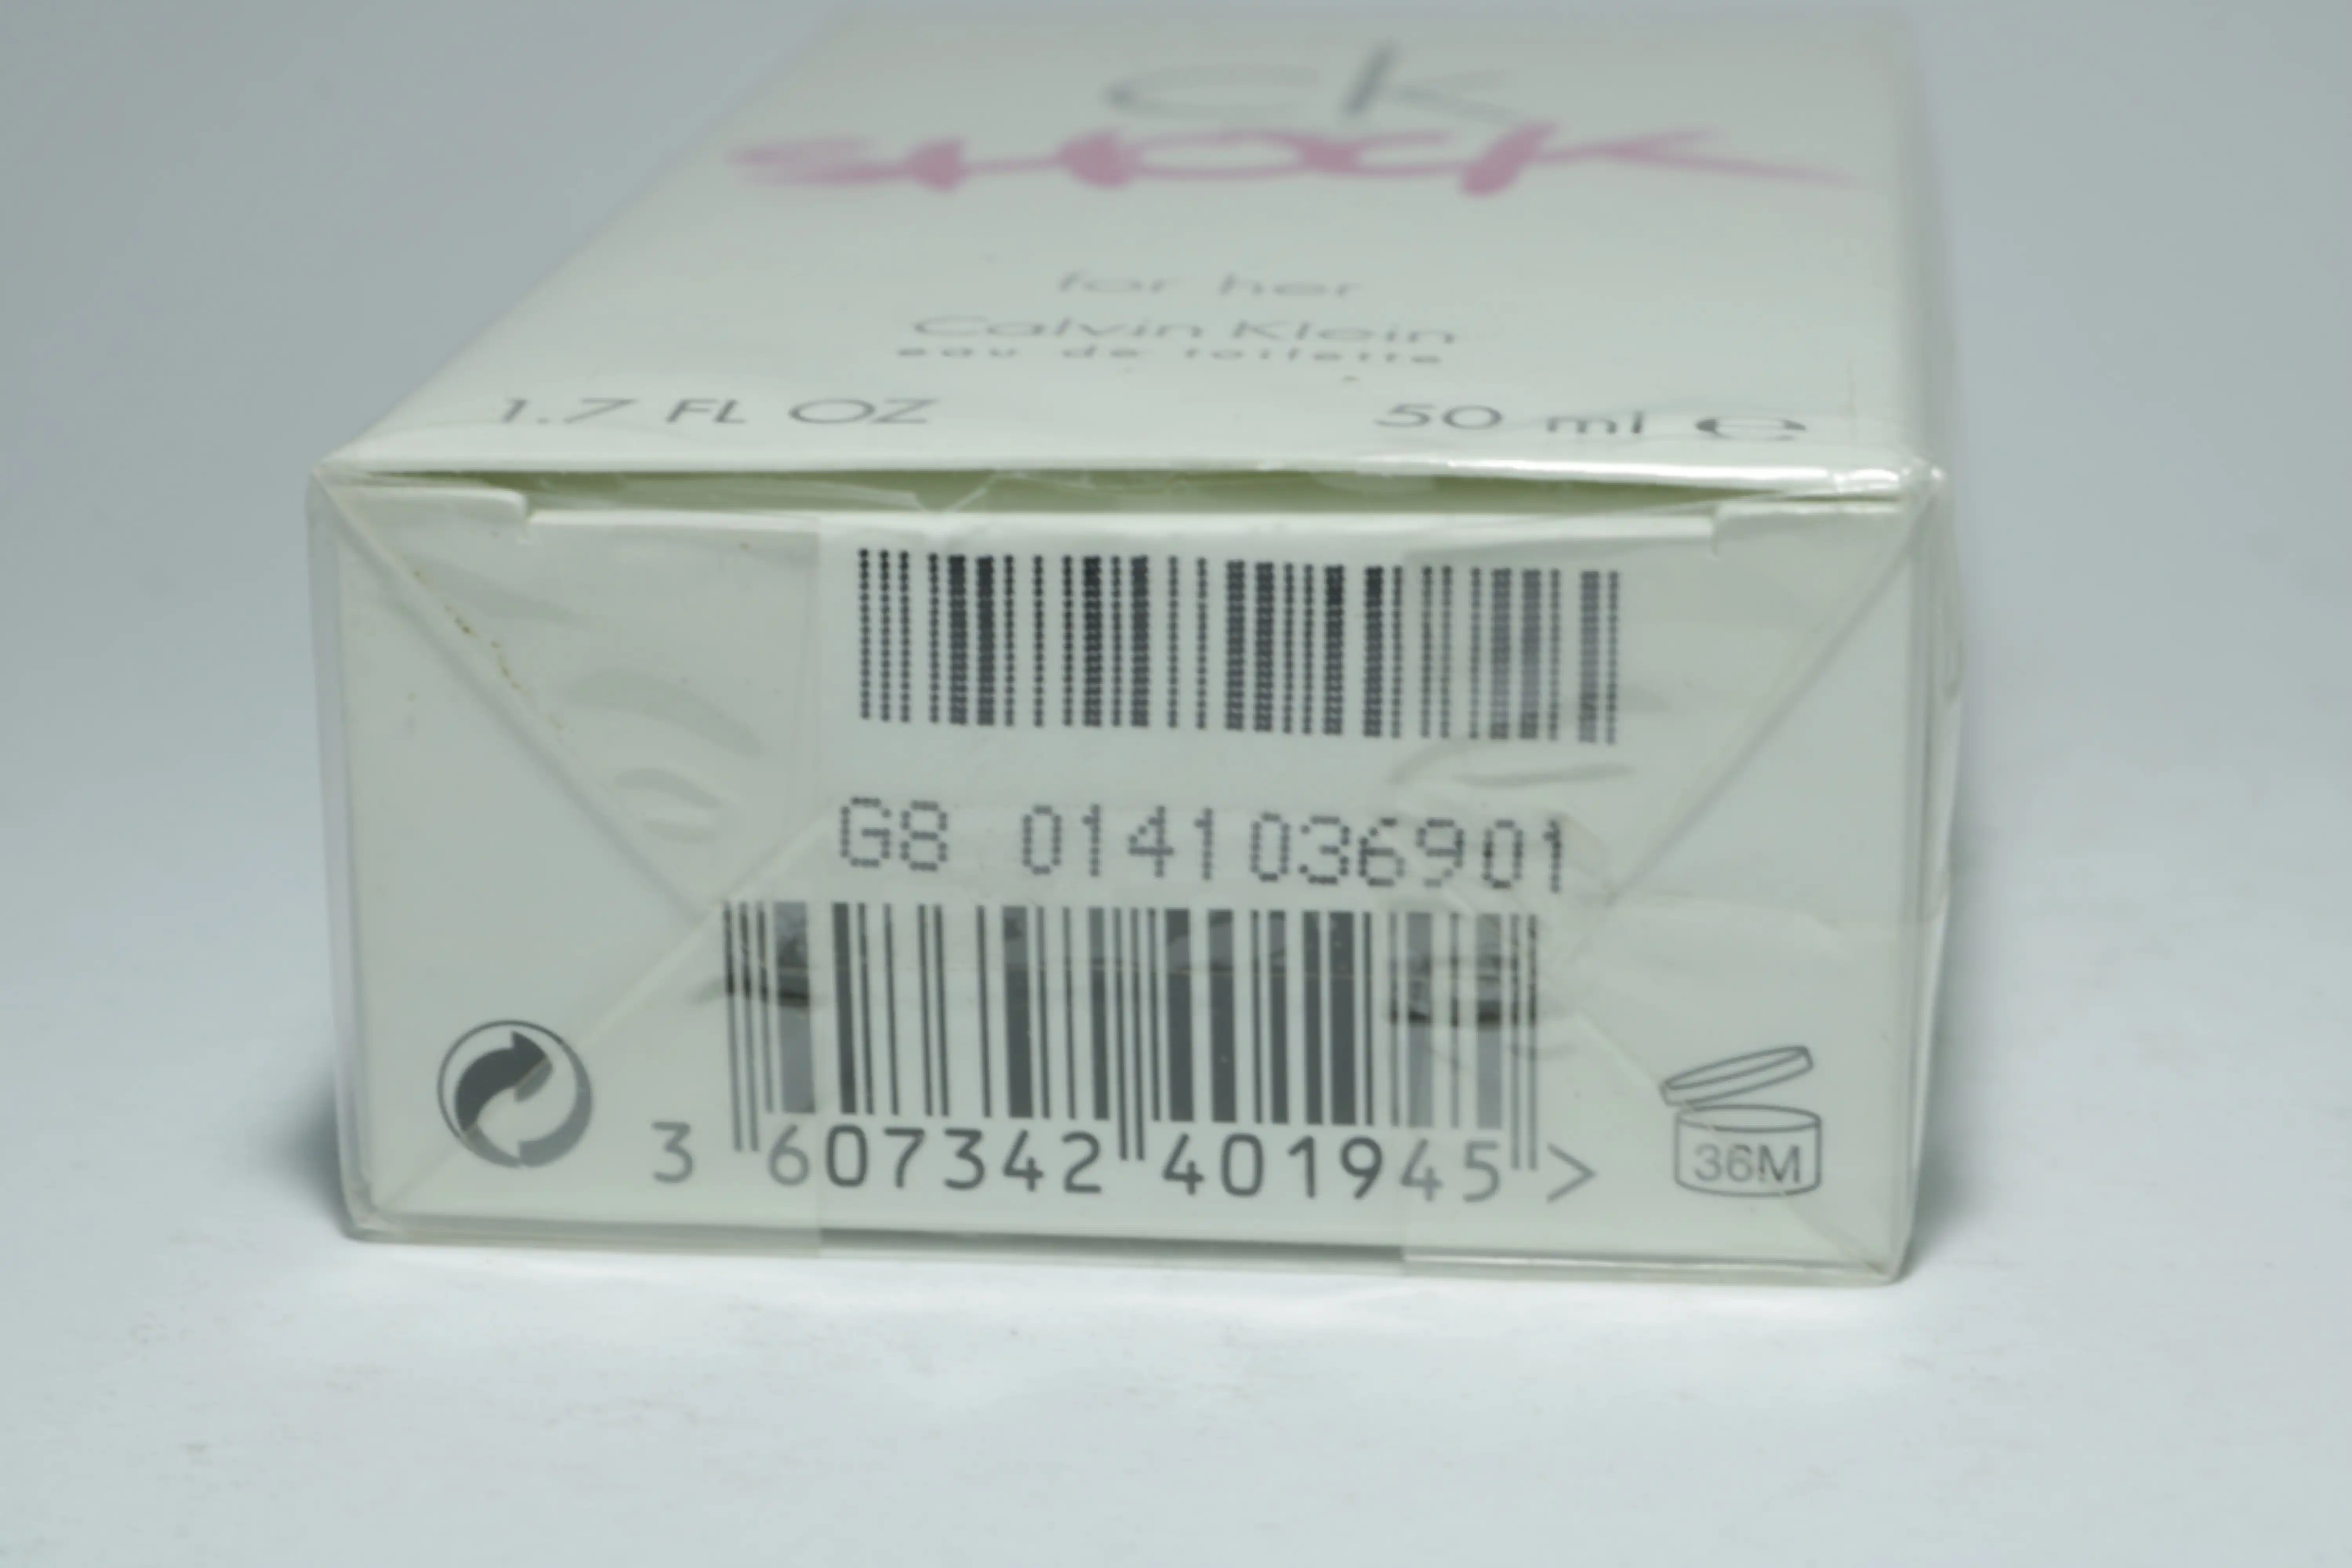 ck
shock
for her
Calvin Klein
eau de toilette
1.7 FL OZ 50 ml e
G8 0141036901
3 607342 401945 >
36M